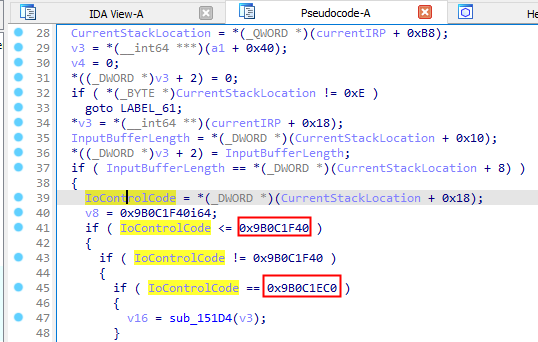 IDA View-A
Pseudocode-A
28 CurrentStackLocation = *(_QWORD *)(currentIRP + 0xB8);
29 v3 = *(__int64 ***)(a1 + 0x40);
30 v4 = 0;
31 *((_DWORD *)v3 + 2) = 0;
32 if ( *(_BYTE *)CurrentStackLocation != 0xE )
33 goto LABEL_61;
34 *v3 = *(__int64 **)(currentIRP + 0x18);
35 InputBufferLength = *(_DWORD *)(CurrentStackLocation + 0x10);
36 *((_DWORD *)v3 + 2) = InputBufferLength;
37 if ( InputBufferLength == *(_DWORD *)(CurrentStackLocation + 8) )
38 {
39 IoControlCode = *(_DWORD *)(CurrentStackLocation + 0x18);
40 v8 = 0x9B0C1F40i64;
41 if ( IoControlCode <= 0x9B0C1F40 )
42 {
43 if ( IoControlCode != 0x9B0C1F40 )
44 {
45 if ( IoControlCode == 0x9B0C1EC0 )
46 {
47 v16 = sub_151D4(v3);
48 }